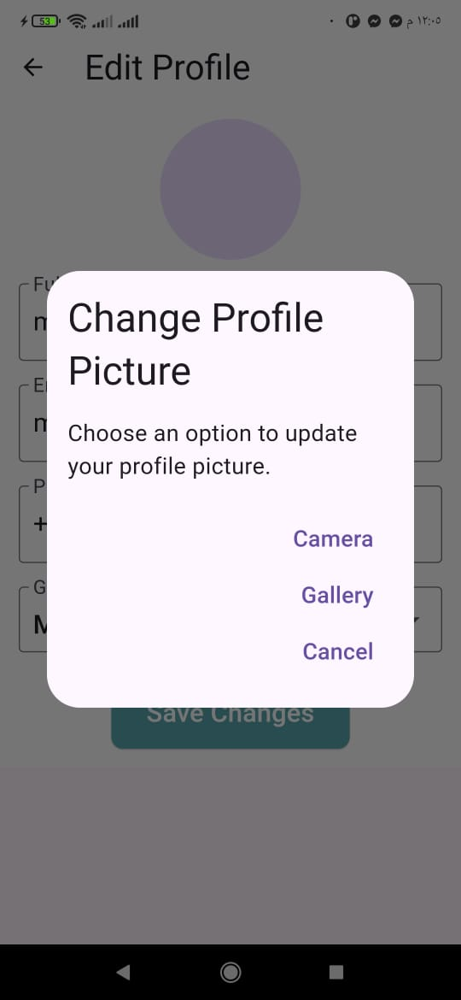 53
م ١٢:٠٥
Edit Profile
Change Profile
Picture
Choose an option to update
your profile picture.
Camera
Gallery
Cancel
P
+
G
Save Changes